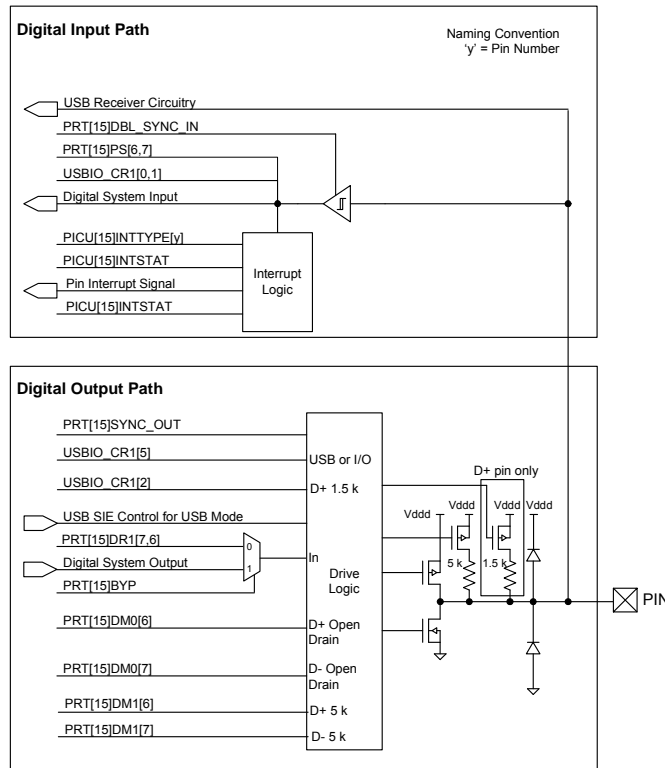 Digital Input Path
Naming Convention
'y' = Pin Number
USB Receiver Circuitry
PRT[15]DBL_SYNC_IN
PRT[15]PS[6,7]
USBIO_CR1[0,1]
Digital System Input
PICU[15]INTTYPE[y]
PICU[15]INTSTAT
Pin Interrupt Signal
PICU[15]INTSTAT
Interrupt
Logic
Digital Output Path
PRT[15]SYNC_OUT
USBIO_CR1[5]
USB or I/O
USBIO_CR1[2]
D+ 1.5 k
D+ pin only
USB SIE Control for USB Mode
Vddd
Vddd
Vddd
Vddd
PRT[15]DR1[7,6]
0
In
Digital System Output
1
PRT[15]BYP
Drive
Logic
5 k
1.5 k
PIN
PRT[15]DM0[6]
D+ Open
Drain
PRT[15]DM0[7]
D- Open
Drain
PRT[15]DM1[6]
D+ 5 k
PRT[15]DM1[7]
D- 5 k